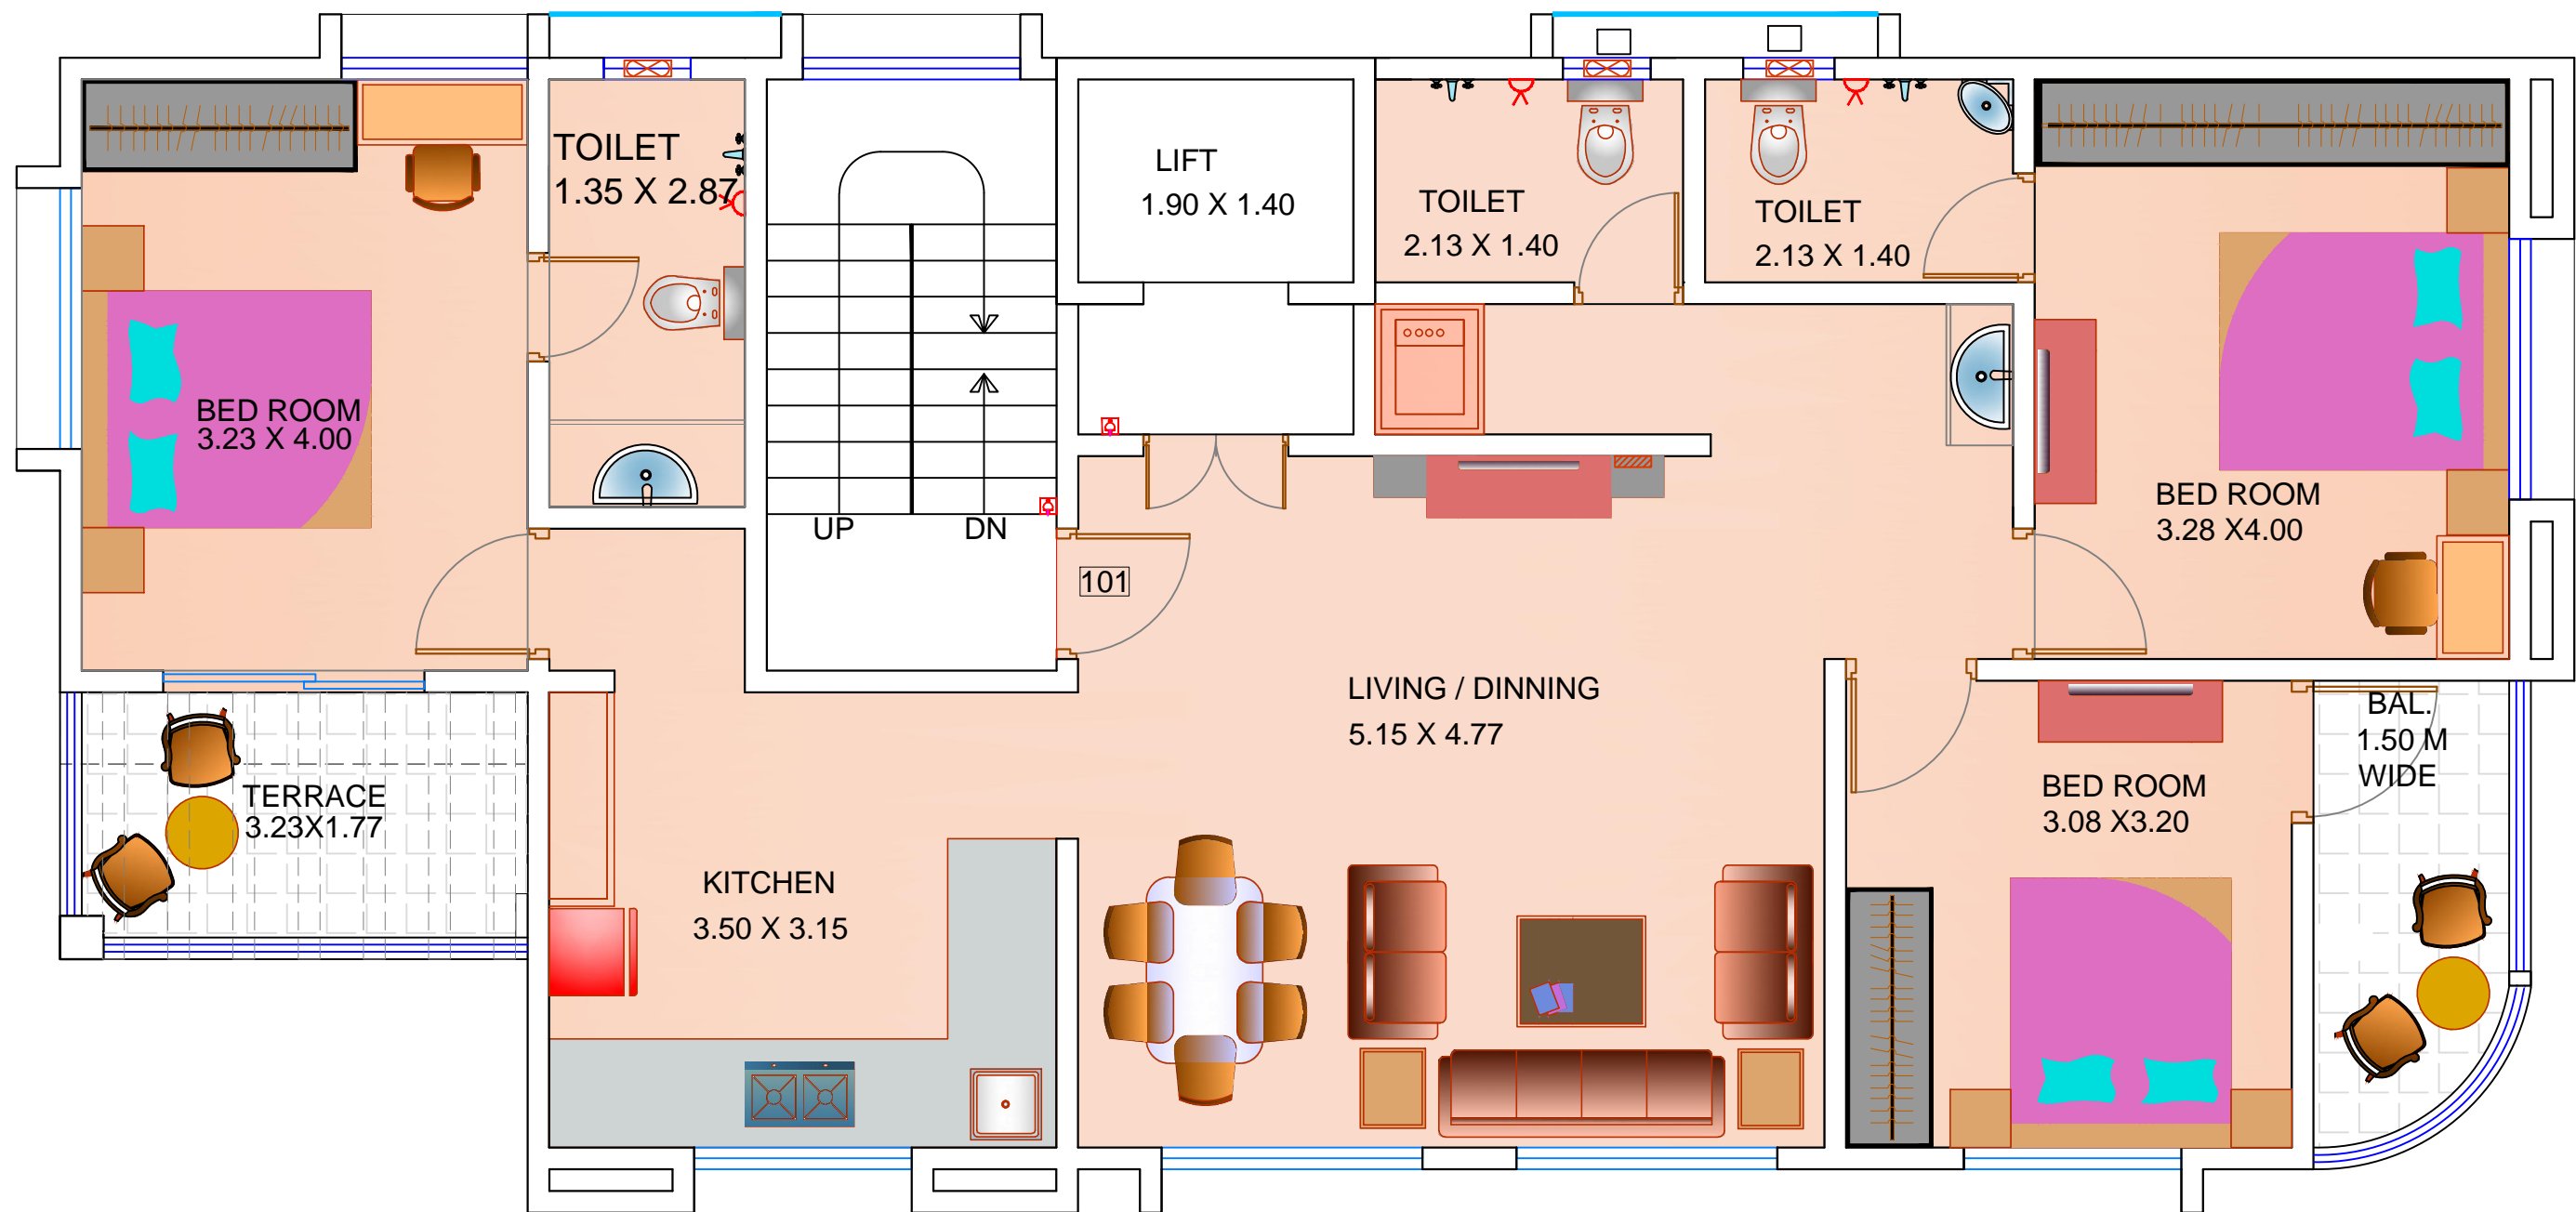 TOILET
1.35 X 2.87
LIFT
1.90 X 1.40
TOILET
2.13 X 1.40
TOILET
2.13 X 1.40
BED ROOM
3.23 X 4.00
BED ROOM
3.28 X4.00
UP
DN
101
LIVING / DINNING
5.15 X 4.77
BAL.
1.50 M
WIDE
BED ROOM
3.08 X3.20
TERRACE
3.23X1.77
KITCHEN
3.50 X 3.15